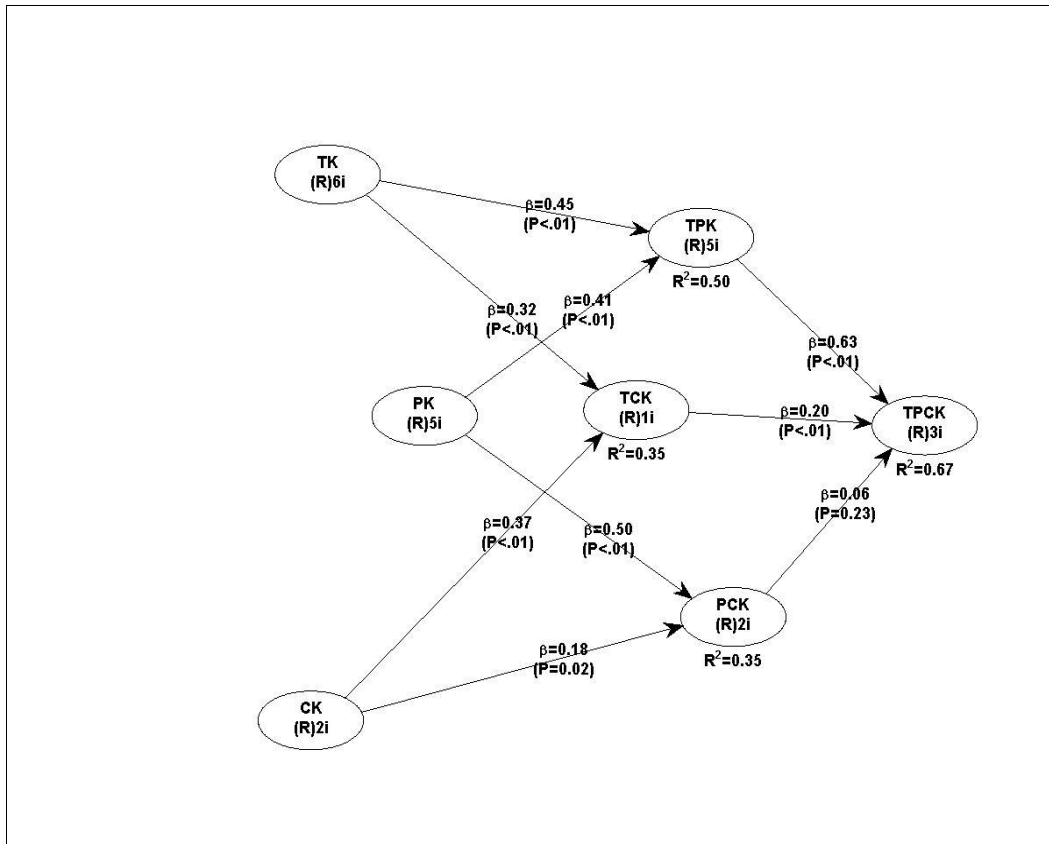 TK
(R)6i
β=0.45
(P<.01)
TPK
(R)5i
R²=0.50
β=0.32
(P<.01)
β=0.41
(P<.01)
β=0.63
(P<.01)
PK
(R)5i
TCK
(R)1i
R²=0.35
β=0.20
(P<.01)
TPCK
(R)3i
R²=0.67
β=0.37
(P<.01)
β=0.50
(P<.01)
β=0.06
(P=0.23)
PCK
(R)2i
R²=0.35
β=0.18
(P=0.02)
CK
(R)2i